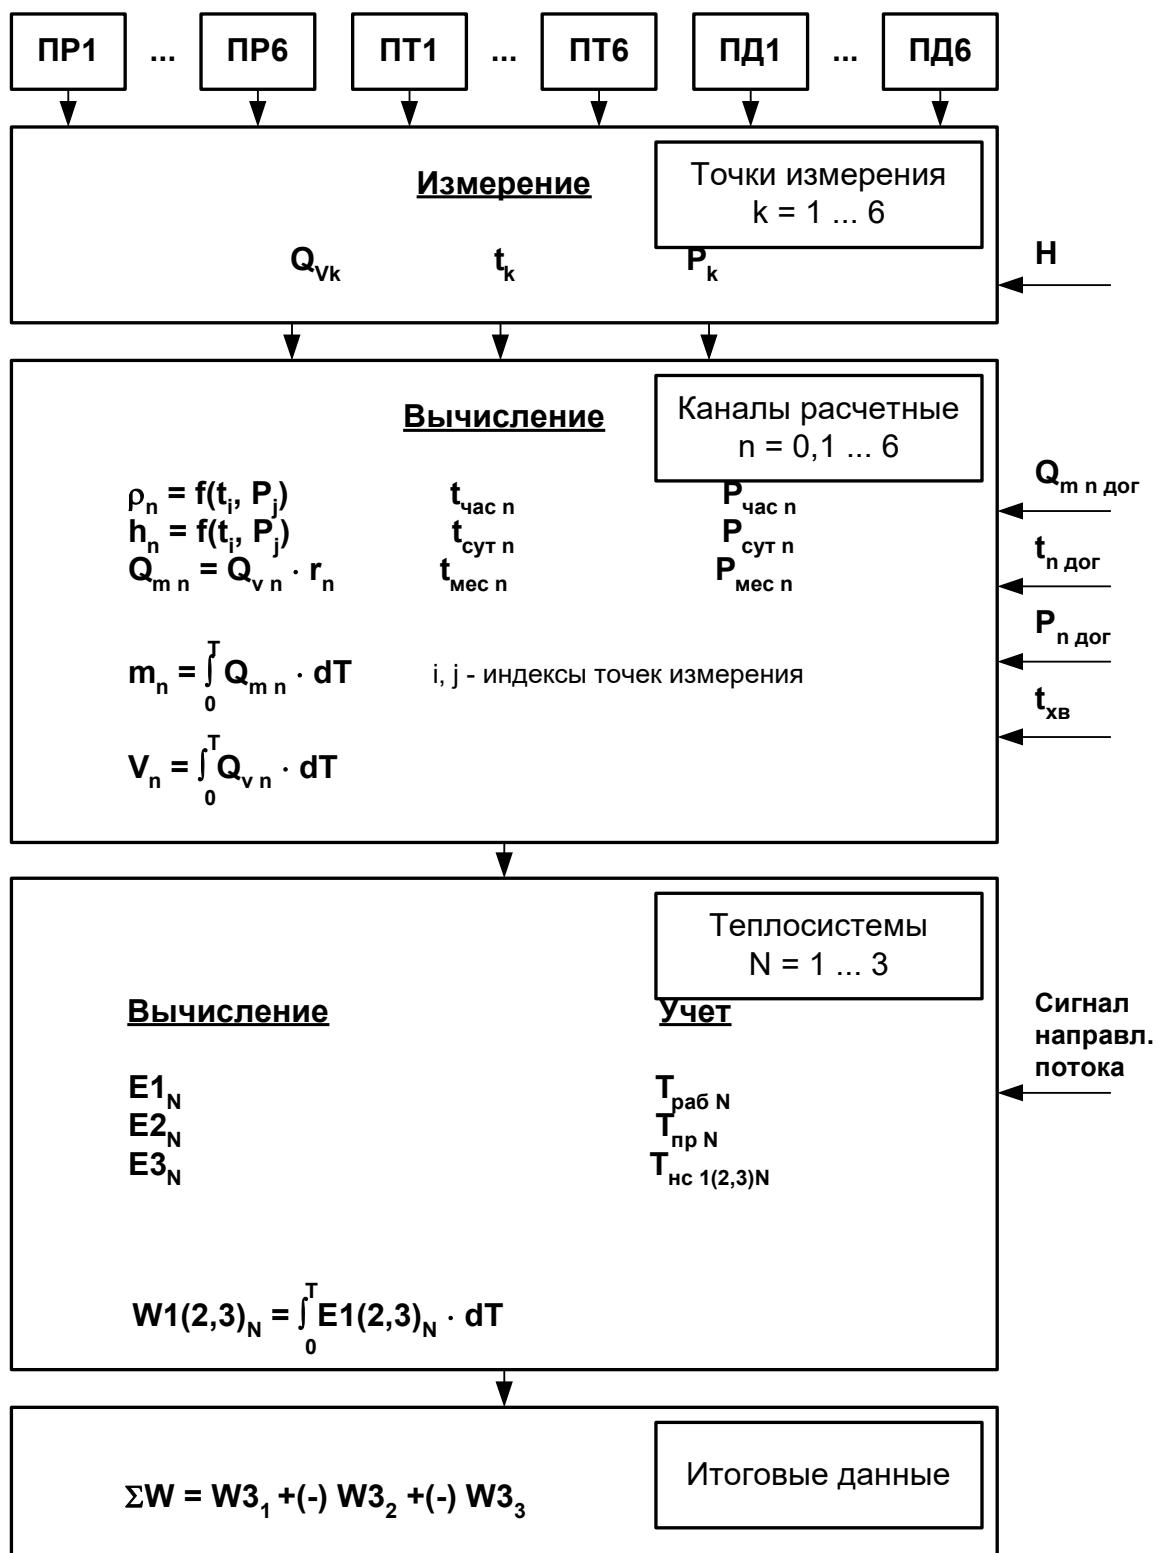 ПР1 ... ПР6 ПТ1 ... ПТ6 ПД1 ... ПД6
Точки измерения
k = 1 ... 6
Измерение
Q_Vk t_k P_k
H
Каналы расчетные
n = 0,1 ... 6
Вычисление
ρ_n = f(t_i, P_j) t_час n P_час n
h_n = f(t_i, P_j) t_сут n P_сут n
Q_m n = Q_v n · r_n t_мес n P_мес n
m_n = ∫_0^T Q_m n · dT i, j - индексы точек измерения
V_n = ∫_0^T Q_v n · dT
Q_m n дог
t_n дог
P_n дог
t_хв
Теплосистемы
N = 1 ... 3
Вычисление Учет
E1_N T_раб N
E2_N T_пр N
E3_N T_нс 1(2,3)N
W1(2,3)_N = ∫_0^T E1(2,3)_N · dT
Сигнал
направл.
потока
Итоговые данные
ΣW = W3_1 +(-) W3_2 +(-) W3_3